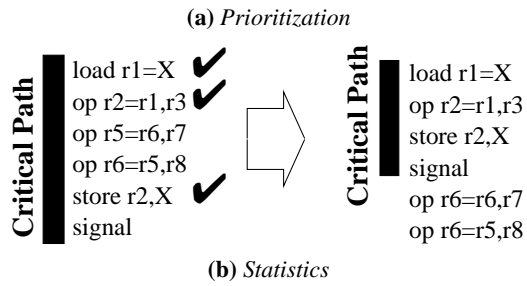 (a) Prioritization
Critical Path
load r1=X
op r2=r1,r3
op r5=r6,r7
op r6=r5,r8
store r2,X
signal
Critical Path
load r1=X
op r2=r1,r3
store r2,X
signal
op r6=r6,r7
op r6=r5,r8
(b) Statistics